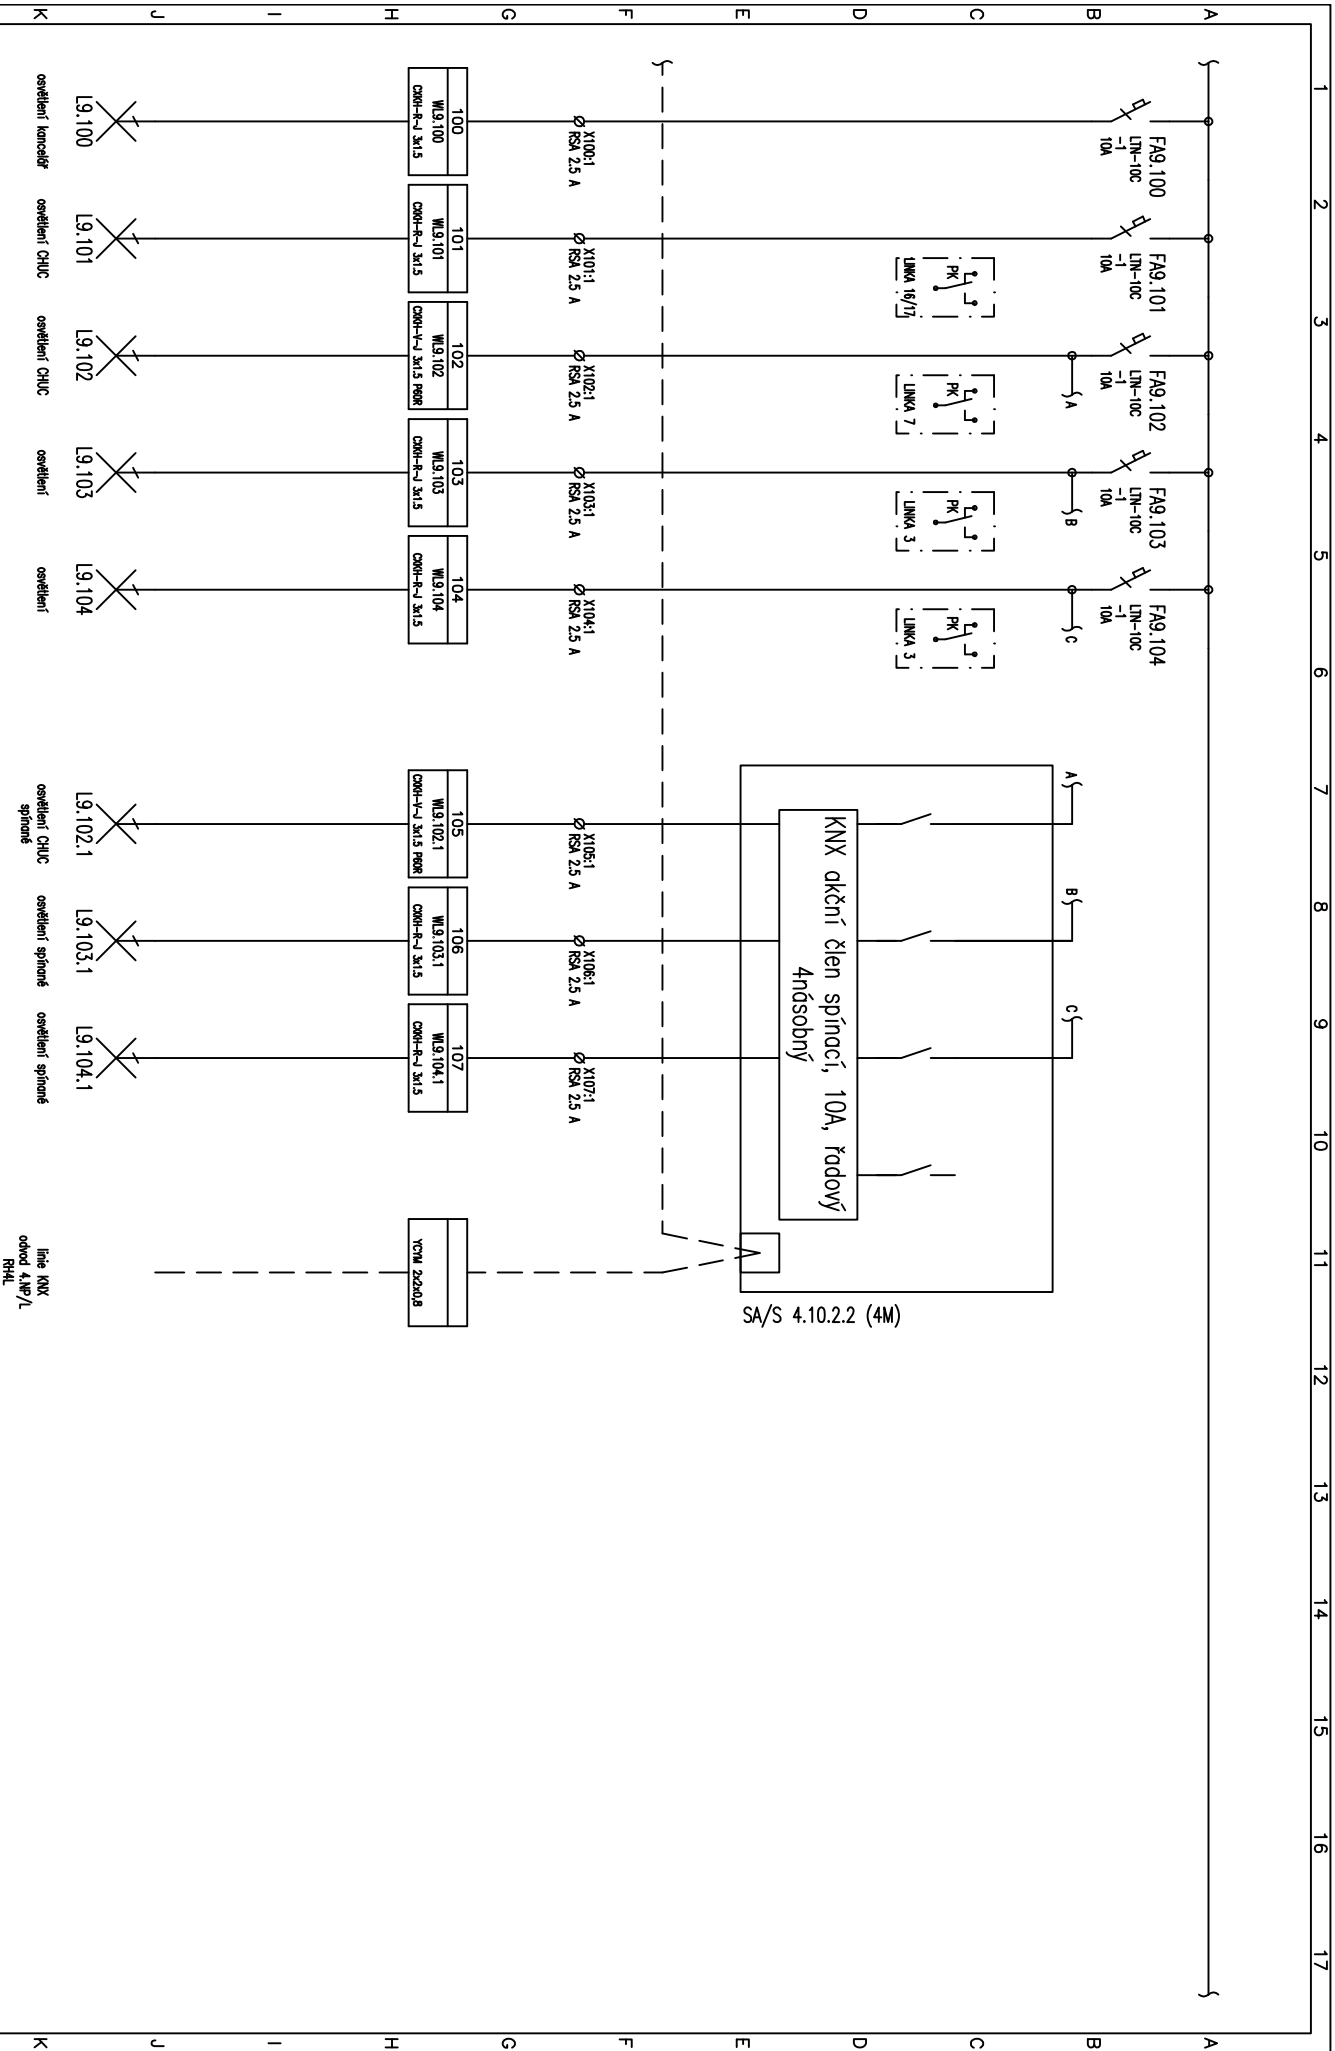 1 2 3 4 5 6 7 8 9 10 11 12 13 14 15 16 17
A A
FA9.100
LTN-10C
-1
10A
FA9.101
LTN-10C
-1
10A
FA9.102
LTN-10C
-1
10A
FA9.103
LTN-10C
-1
10A
FA9.104
LTN-10C
-1
10A
B B
A
B
C
A
B
C
C C
PK
LINKA 16/17
PK
LINKA 7
PK
LINKA 3
PK
LINKA 3
D D
KNX akční člen spínací, 10A, řadový
4násobný
SA/S 4.10.2.2 (4M)
E E
F F
X100:1
RSA 2.5 A
X101:1
RSA 2.5 A
X102:1
RSA 2.5 A
X103:1
RSA 2.5 A
X104:1
RSA 2.5 A
X105:1
RSA 2.5 A
X106:1
RSA 2.5 A
X107:1
RSA 2.5 A
G G
100
WL9.100
CXKH-R-J 3x1.5
101
WL9.101
CXKH-R-J 3x1.5
102
WL9.102
CXKH-V-J 3x1.5 P60R
103
WL9.103
CXKH-R-J 3x1.5
104
WL9.104
CXKH-R-J 3x1.5
105
WL9.102.1
CXKH-V-J 3x1.5 P60R
106
WL9.103.1
CXKH-R-J 3x1.5
107
WL9.104.1
CXKH-R-J 3x1.5
YCYM 2x2x0,8
H H
I I
J J
L9.100
osvětlení kancelář
L9.101
osvětlení CHUC
L9.102
osvětlení CHUC
L9.103
osvětlení
L9.104
osvětlení
L9.102.1
osvětlení CHUC
spínané
L9.103.1
osvětlení spínané
L9.104.1
osvětlení spínané
linie KNX
odvod 4.NP/L
RH4L
K K